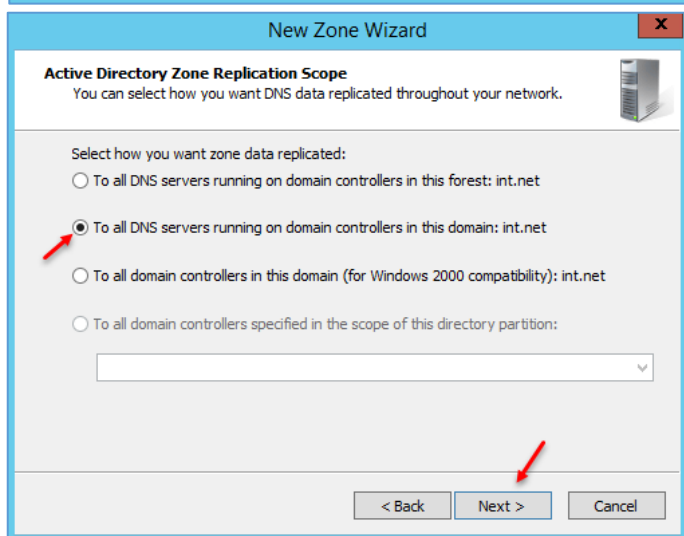 New Zone Wizard
x
Active Directory Zone Replication Scope
You can select how you want DNS data replicated throughout your network.
Select how you want zone data replicated:
To all DNS servers running on domain controllers in this forest: int.net
To all DNS servers running on domain controllers in this domain: int.net
To all domain controllers in this domain (for Windows 2000 compatibility): int.net
To all domain controllers specified in the scope of this directory partition:
< Back Next > Cancel